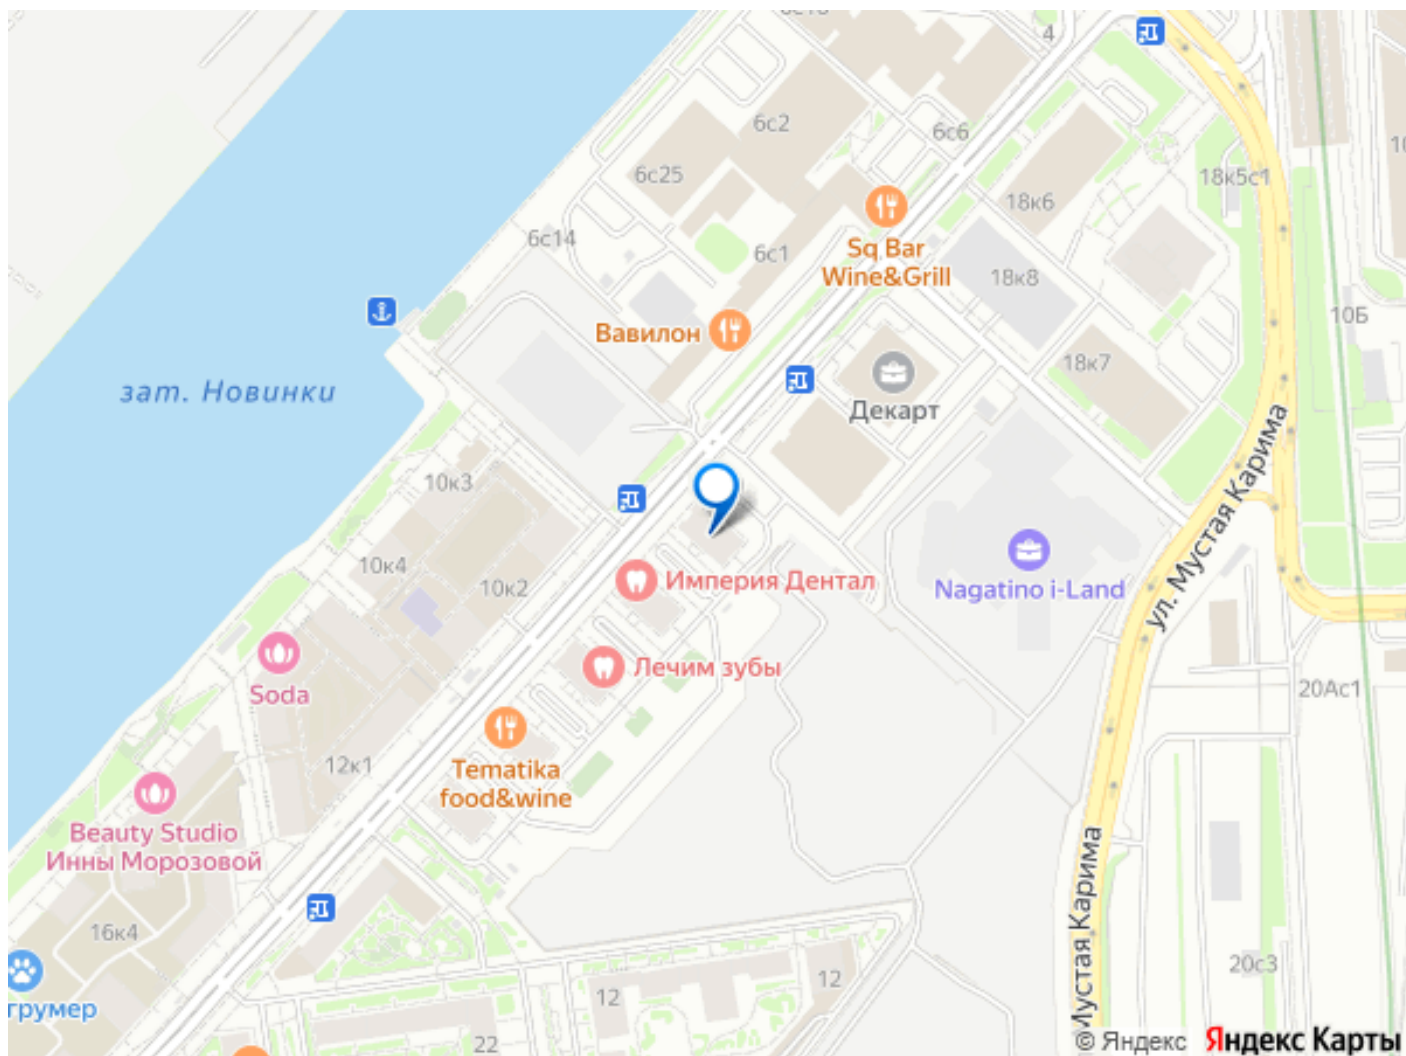 4
6с2
6с6
6с25
18к5с1
18к6
6с14
6с1
Sq Bar
Wine&Grill
18к8
10Б
Вавилон
18к7
зат. Новинки
Декарт
10к3
ул. Мустая Карима
10к4
10к2
Империя Дентал
Nagatino i-Land
Лечим зубы
Soda
20Ас1
12к1
Tematika
food&wine
Beauty Studio
Инны Морозовой
16к4
Мустая Карима
20с3
12
12
грумер
22
© Яндекс
Яндекс Карты